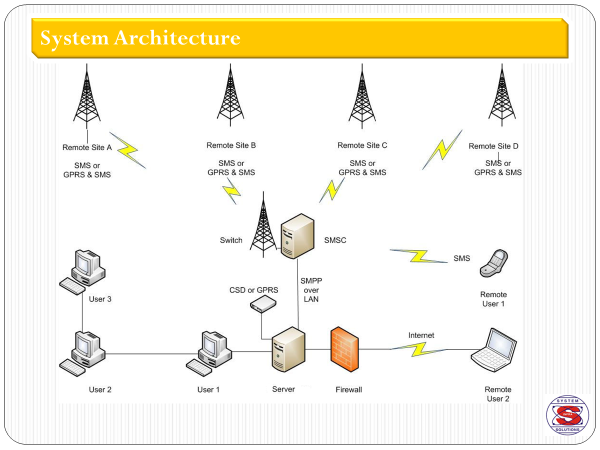 System Architecture
Remote Site A
SMS or
GPRS & SMS
Remote Site B
SMS or
GPRS & SMS
Remote Site C
SMS or
GPRS & SMS
Remote Site D
SMS or
GPRS & SMS
Switch
SMSC
SMS
Remote
User 1
CSD or GPRS
SMPP
over
LAN
User 3
Internet
User 2
User 1
Server
Firewall
Remote
User 2
SYSTEM
S
SOLUTIONS